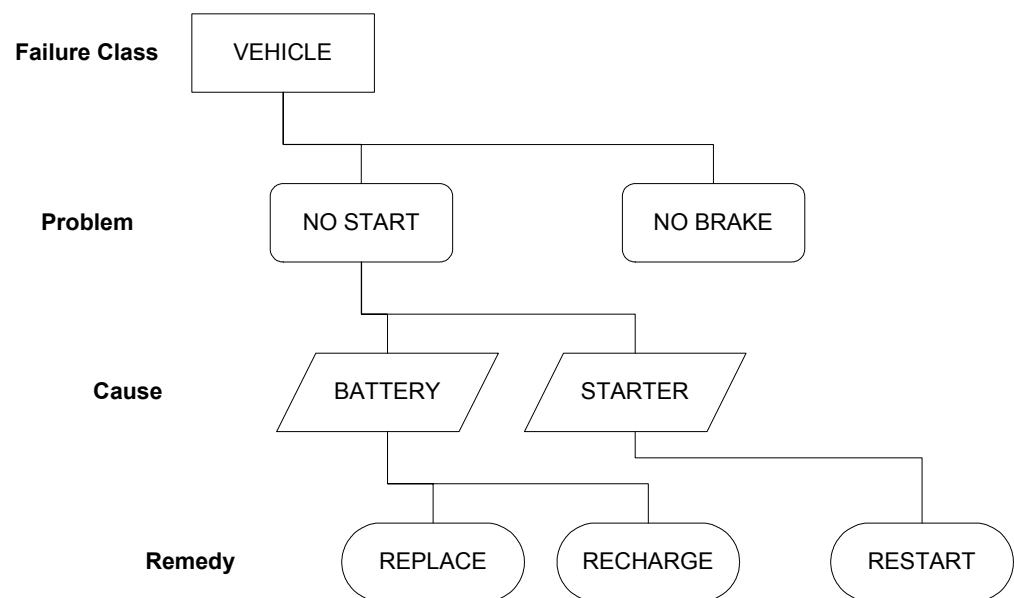 Failure Class
VEHICLE
Problem
NO START
NO BRAKE
Cause
BATTERY
STARTER
Remedy
REPLACE
RECHARGE
RESTART